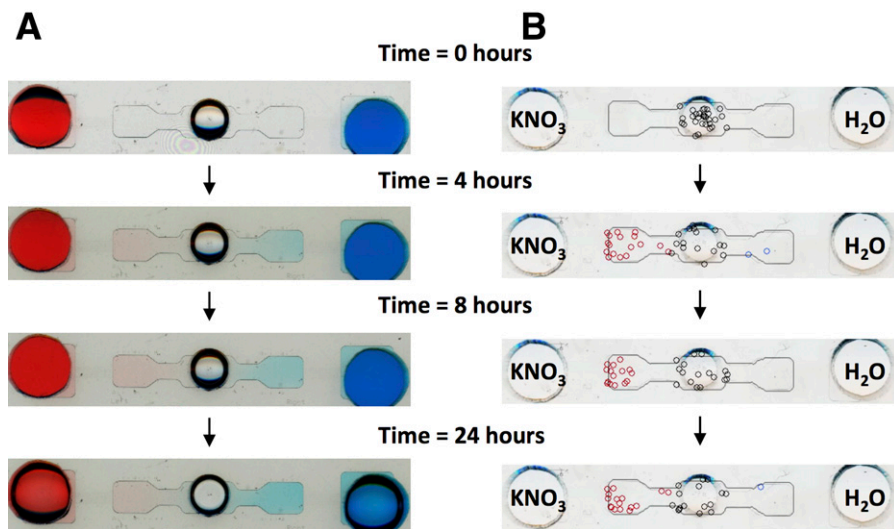 A
B
Time = 0 hours
KNO3
H2O
Time = 4 hours
KNO3
H2O
Time = 8 hours
KNO3
H2O
Time = 24 hours
KNO3
H2O